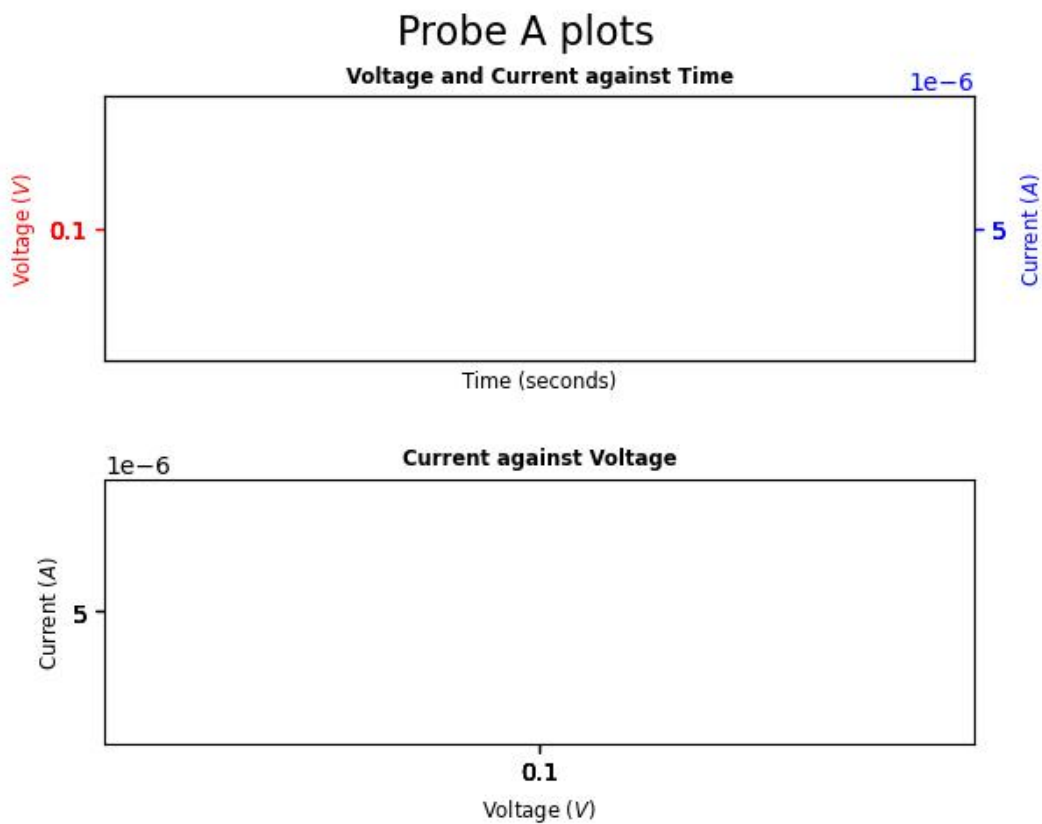 Probe A plots
Voltage and Current against Time
1e−6
Voltage (V)
0.1
5
Current (A)
Time (seconds)
Current against Voltage
1e−6
Current (A)
5
0.1
Voltage (V)